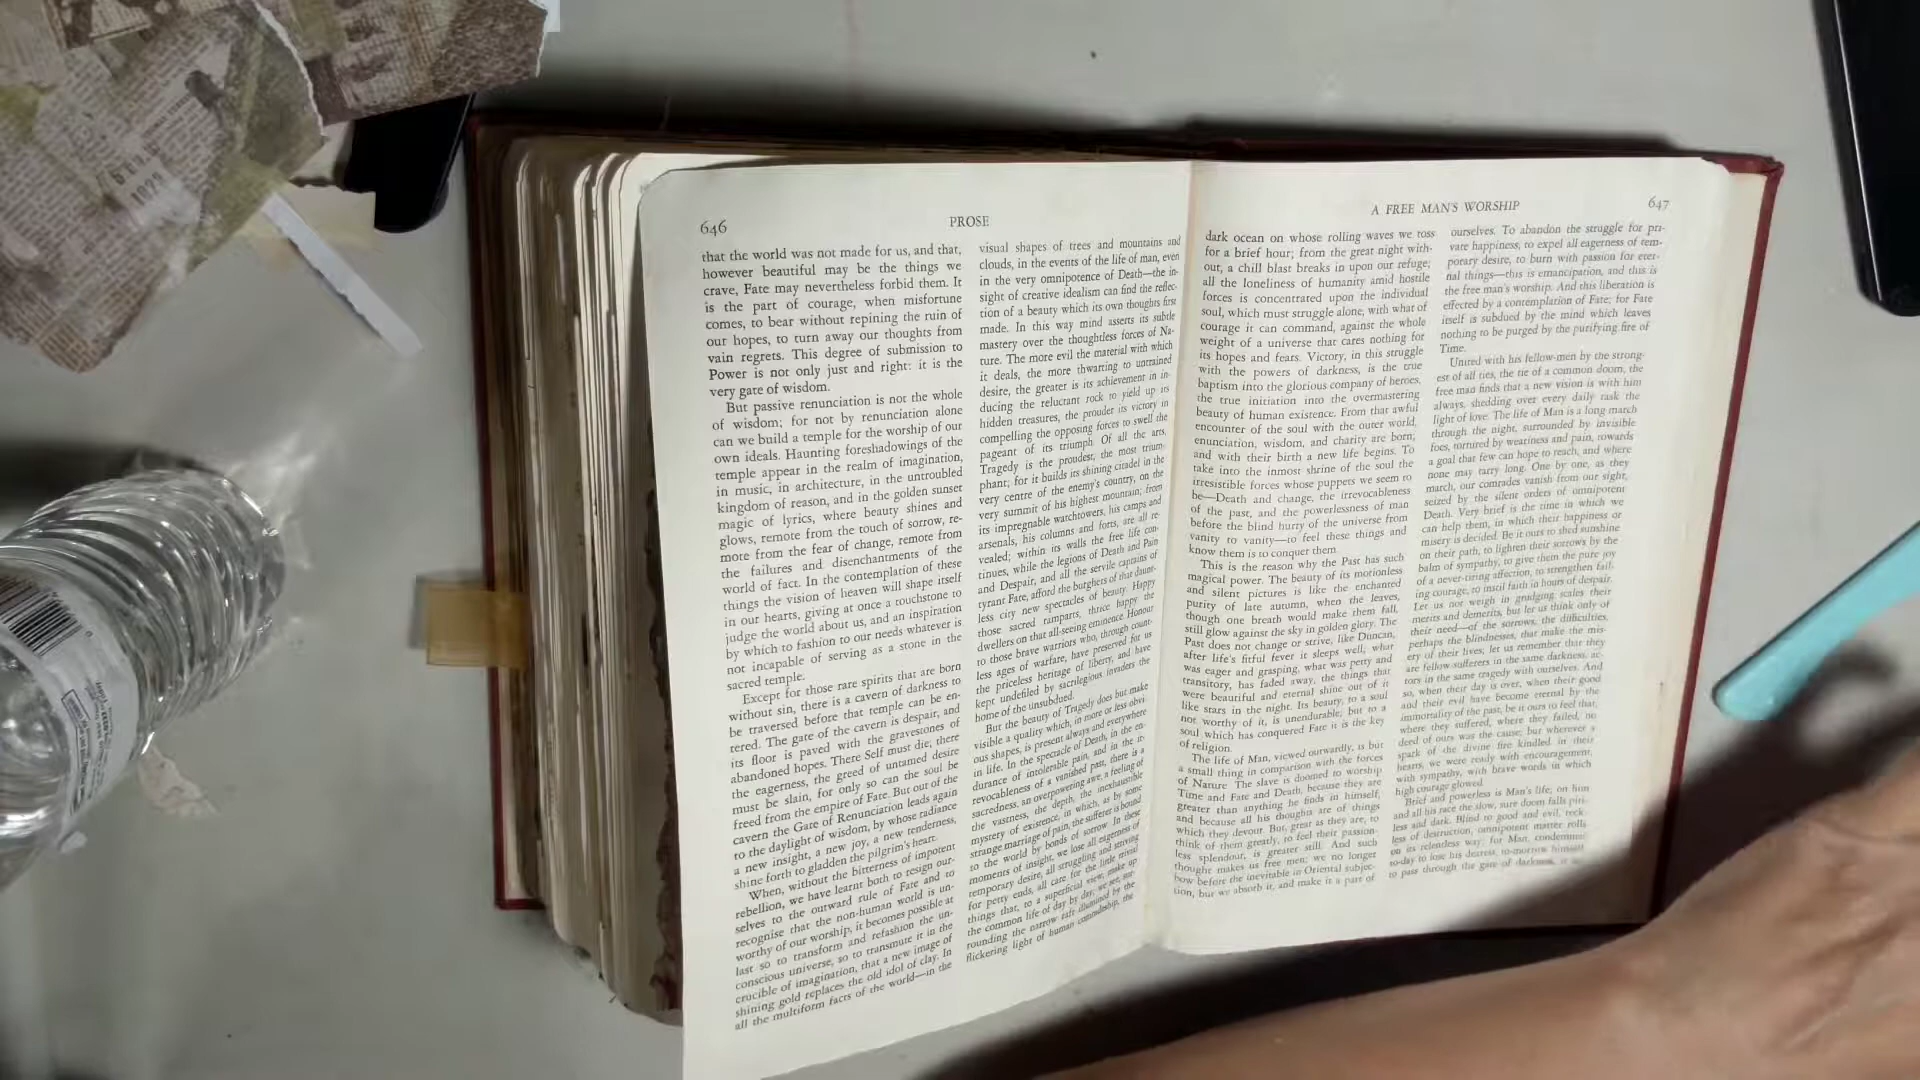 646
PROSE
that the world was not made for us, and that,
however beautiful may be the things we
crave, Fate may nevertheless forbid them. It
is the part of courage, when misfortune
comes, to bear without repining the ruin of
our hopes, to turn away our thoughts from
vain regrets. This degree of submission to
Power is not only just and right: it is the
very gate of wisdom.
But passive renunciation is not the whole
of wisdom; for not by renunciation alone
can we build a temple for the worship of our
own ideals. Haunting foreshadowings of the
temple appear in the realm of imagination,
in music, in architecture, in the untroubled
kingdom of reason, and in the golden sunset
magic of lyrics, where beauty shines and
glows, remote from the touch of sorrow, re-
more from the fear of change, remote from
the failures and disenchantments of the
world of fact. In the contemplation of these
things the vision of heaven will shape itself
in our hearts, giving at once a touchstone to
judge the world about us, and an inspiration
by which to fashion to our needs whatever is
not incapable of serving as a stone in the
sacred temple.
Except for those rare spirits that are born
without sin, there is a cavern of darkness to
be traversed before that temple can be en-
tered. The gate of the cavern is despair, and
its floor is paved with the gravestones of
abandoned hopes. There Self must die; there
the eagerness, the greed of untamed desire
must be slain, for only so can the soul be
freed from the empire of Fate. But out of the
cavern the Gate of Renunciation leads again
to the daylight of wisdom, by whose radiance
a new insight, a new joy, a new tenderness,
shine forth to gladden the pilgrim's heart.
When, without the bitterness of impotent
rebellion, we have learnt both to resign our-
selves to the outward rule of Fate and to
recognise that the non-human world is un-
worthy of our worship, it becomes possible at
last so to transform and refashion the un-
conscious universe, so to transmute it in the
crucible of imagination, that a new image of
shining gold replaces the old idol of clay. In
all the multiform facts of the world—in the
visual shapes of trees and mountains and
clouds, in the events of the life of man, even
in the very omnipotence of Death—the in-
sight of creative idealism can find the reflec-
tion of a beauty which its own thoughts first
made. In this way mind asserts its subtle
mastery over the thoughtless forces of Na-
ture. The more evil the material with which
it deals, the more thwarting to untrained
desire, the greater is its achievement in in-
ducing the reluctant rock to yield up its
hidden treasures, the prouder its victory in
compelling the opposing forces to swell the
pageant of its triumph. Of all the arts,
Tragedy is the proudest, the most trium-
phant; for it builds its shining citadel in the
very centre of the enemy's country, on the
very summit of his highest mountain; from
its impregnable watchtowers, his camps and
arsenals, his columns and forts, are all re-
vealed; within its walls the free life con-
tinues, while the legions of Death and Pain
and Despair, and all the servile captains of
tyrant Fate, afford the burghers of that daunt-
less city new spectacles of beauty. Happy
those sacred ramparts, thrice happy the
dwellers on that all-seeing eminence. Honour
to those brave warriors who, through count-
less ages of warfare, have preserved for us
the priceless heritage of liberty, and have
kept undefiled by sacrilegious invaders the
home of the unsubdued.
But the beauty of Tragedy does but make
visible a quality which, in more or less obvi-
ous shapes, is present always and everywhere
in life. In the spectacle of Death, in the en-
durance of intolerable pain, and in the ir-
revocableness of a vanished past, there is a
sacredness, an overpowering awe, a feeling of
the vastness, the depth, the inexhaustible
mystery of existence, in which, as by some
strange marriage of pain, the sufferer is bound
to the world by bonds of sorrow. In these
moments of insight, we lose all eagerness of
temporary desire, all struggling and striving
for petty ends, all care for the little trivial
things that, to a superficial view, make up
the common life of day by day; we see, sur-
rounding the narrow raft illumined by the
flickering light of human comradeship, the
A FREE MAN'S WORSHIP
647
dark ocean on whose rolling waves we toss
for a brief hour; from the great night with-
out, a chill blast breaks in upon our refuge;
all the loneliness of humanity amid hostile
forces is concentrated upon the individual
soul, which must struggle alone, with what of
courage it can command, against the whole
weight of a universe that cares nothing for
its hopes and fears. Victory, in this struggle
with the powers of darkness, is the true
baptism into the glorious company of heroes,
the true initiation into the overmastering
beauty of human existence. From that awful
encounter of the soul with the outer world,
enunciation, wisdom, and charity are born;
and with their birth a new life begins. To
take into the inmost shrine of the soul the
irresistible forces whose puppets we seem to
be—Death and change, the irrevocableness
of the past, and the powerlessness of man
before the blind hurry of the universe from
vanity to vanity—to feel these things and
know them is to conquer them.
This is the reason why the Past has such
magical power. The beauty of its motionless
and silent pictures is like the enchanted
purity of late autumn, when the leaves,
though one breath would make them fall,
still glow against the sky in golden glory. The
Past does not change or strive; like Duncan,
after life's fitful fever it sleeps well; what
was eager and grasping, what was petty and
transitory, has faded away, the things that
were beautiful and eternal shine out of it
like stars in the night. Its beauty, to a soul
not worthy of it, is unendurable; but to a
soul which has conquered Fate it is the key
of religion.
The life of Man, viewed outwardly, is but
a small thing in comparison with the forces
of Nature. The slave is doomed to worship
Time and Fate and Death, because they are
greater than anything he finds in himself,
and because all his thoughts are of things
which they devour. But, great as they are, to
think of them greatly, to feel their passion-
less splendour, is greater still. And such
thought makes us free men; we no longer
bow before the inevitable in Oriental subjec-
tion, but we absorb it, and make it a part of
ourselves. To abandon the struggle for pri-
vate happiness, to expel all eagerness of tem-
porary desire, to burn with passion for eter-
nal things—this is emancipation, and this is
the free man's worship. And this liberation is
effected by a contemplation of Fate; for Fate
itself is subdued by the mind which leaves
nothing to be purged by the purifying fire of
Time.
United with his fellow-men by the strong-
est of all ties, the tie of a common doom, the
free man finds that a new vision is with him
always, shedding over every daily task the
light of love. The life of Man is a long march
through the night, surrounded by invisible
foes, tortured by weariness and pain, towards
a goal that few can hope to reach, and where
none may tarry long. One by one, as they
march, our comrades vanish from our sight,
seized by the silent orders of omnipotent
Death. Very brief is the time in which we
can help them, in which their happiness or
misery is decided. Be it ours to shed sunshine
on their path, to lighten their sorrows by the
balm of sympathy, to give them the pure joy
of a never-tiring affection, to strengthen fail-
ing courage, to instil faith in hours of despair.
Let us not weigh in grudging scales their
merits and demerits, but let us think only of
their need—of the sorrows, the difficulties,
perhaps the blindnesses, that make the mis-
ery of their lives; let us remember that they
are fellow-sufferers in the same darkness, ac-
tors in the same tragedy with ourselves. And
so, when their day is over, when their good
and their evil have become eternal by the
immortality of the past, be it ours to feel that,
where they suffered, where they failed, no
deed of ours was the cause; but wherever a
spark of the divine fire kindled in their
hearts, we were ready with encouragement,
with sympathy, with brave words in which
high courage glowed.
Brief and powerless is Man's life; on him
and all his race the slow, sure doom falls piti-
less and dark. Blind to good and evil, reck-
less of destruction, omnipotent matter rolls
on its relentless way; for Man, condemned
to-day to lose his dearest, to-morrow himself
to pass through the gate of darkness, it